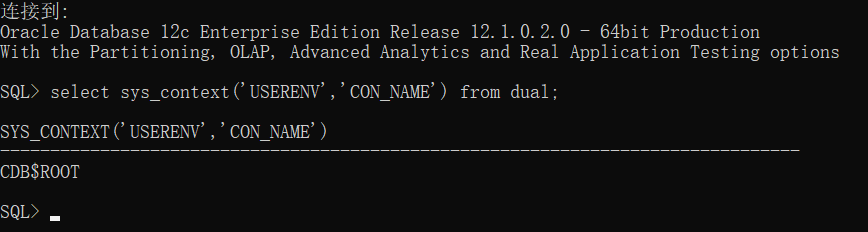 连接到:
Oracle Database 12c Enterprise Edition Release 12.1.0.2.0 - 64bit Production
With the Partitioning, OLAP, Advanced Analytics and Real Application Testing options
SQL> select sys_context('USERENV','CON_NAME') from dual;
SYS_CONTEXT('USERENV','CON_NAME')
--------------------------------------------------------------------------------
CDB$ROOT
SQL>